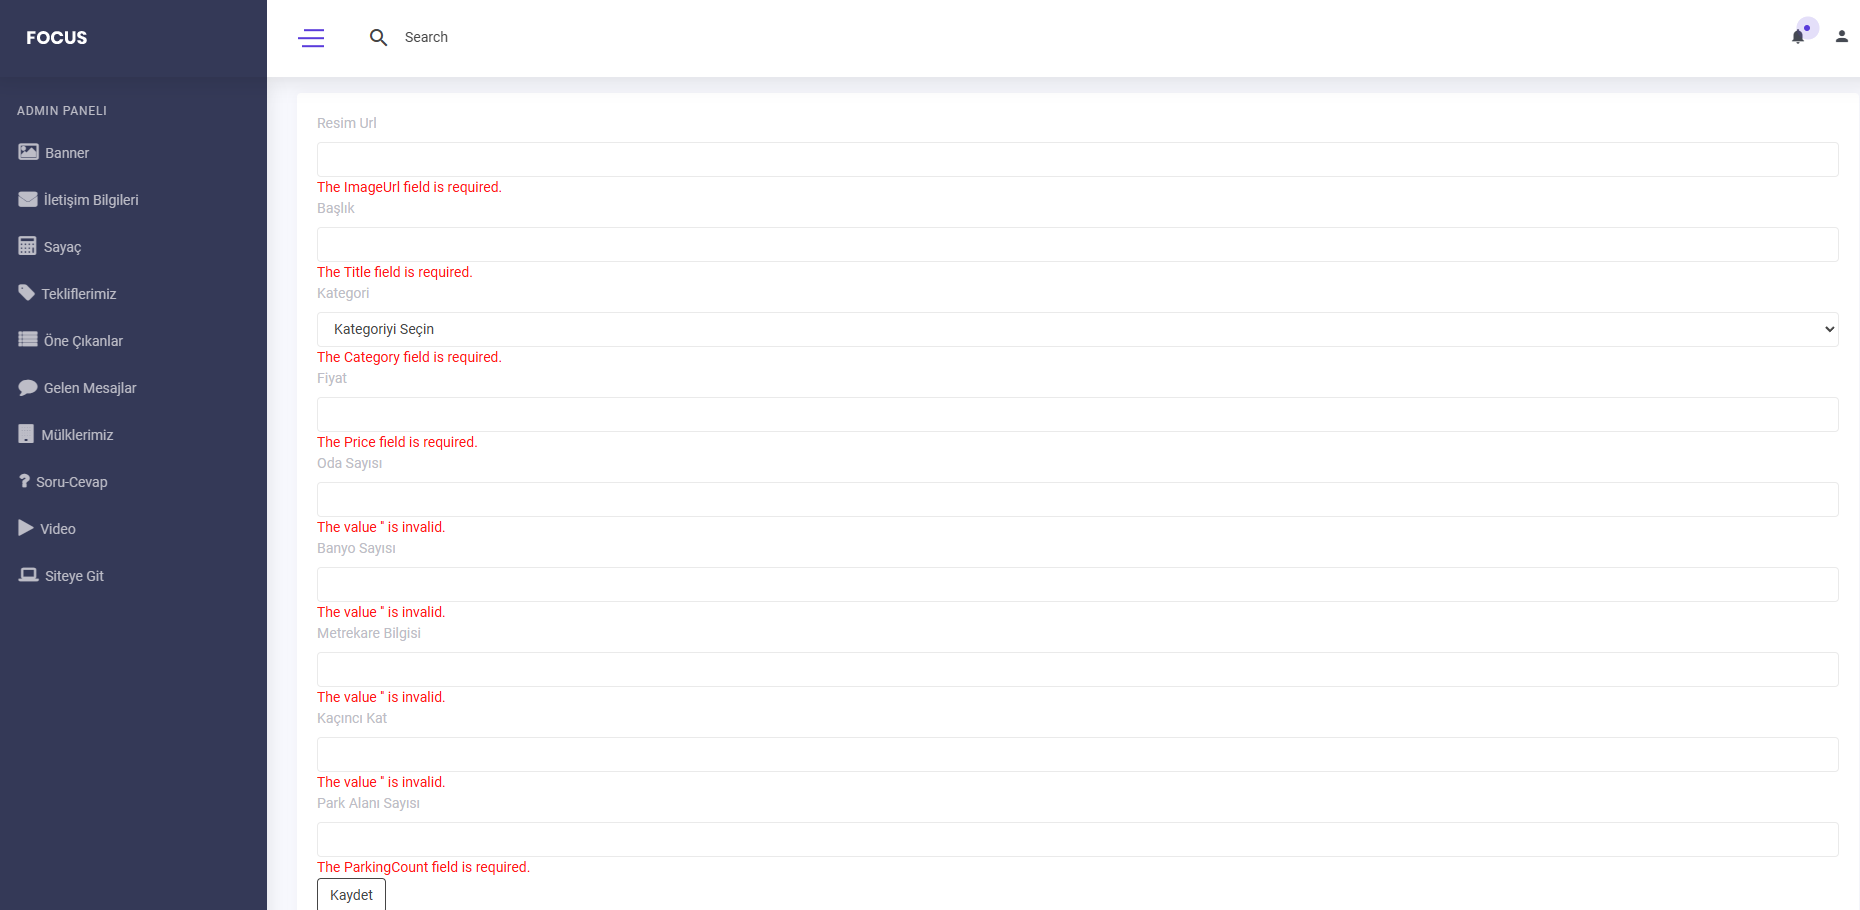 FOCUS
Search
ADMIN PANELI
Banner
İletişim Bilgileri
Sayaç
Tekliflerimiz
Öne Çıkanlar
Gelen Mesajlar
Mülklerimiz
Soru-Cevap
Video
Siteye Git
Resim Url
The ImageUrl field is required.
Başlık
The Title field is required.
Kategori
Kategoriyi Seçin
The Category field is required.
Fiyat
The Price field is required.
Oda Sayısı
The value '' is invalid.
Banyo Sayısı
The value '' is invalid.
Metrekare Bilgisi
The value '' is invalid.
Kaçıncı Kat
The value '' is invalid.
Park Alanı Sayısı
The ParkingCount field is required.
Kaydet